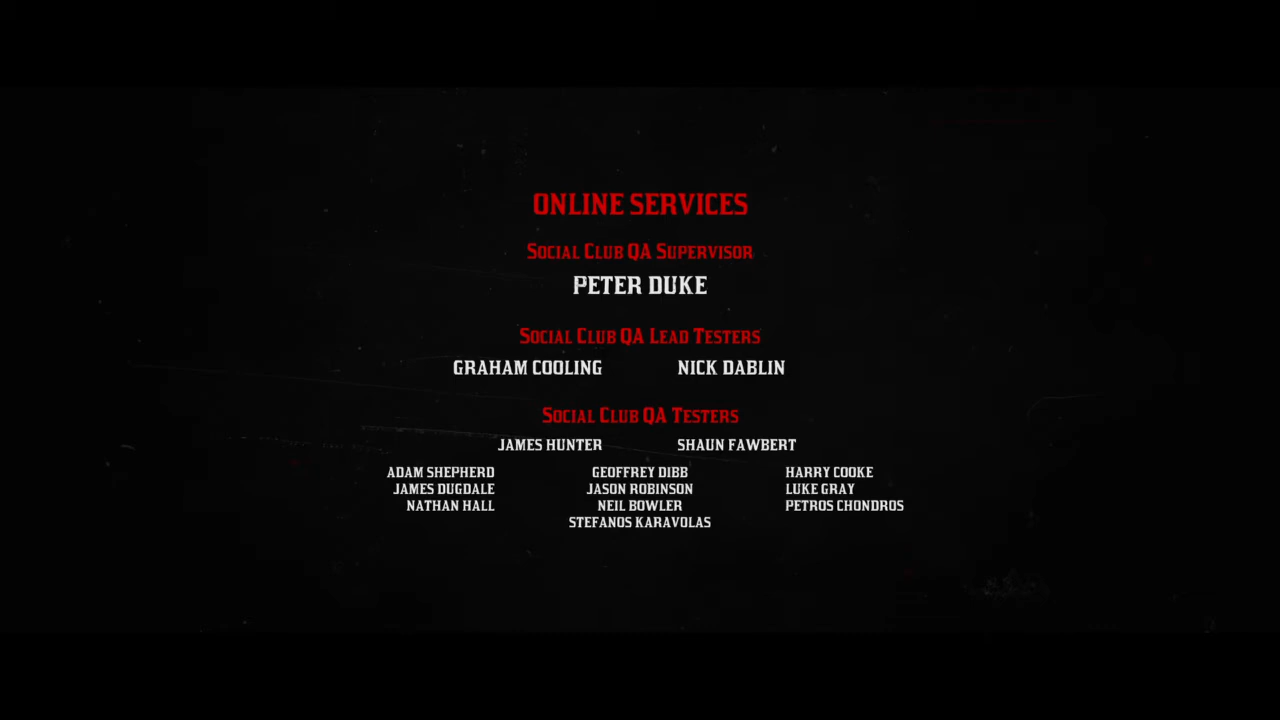 ONLINE SERVICES
SOCIAL CLUB QA SUPERVISOR
PETER DUKE
SOCIAL CLUB QA LEAD TESTERS
GRAHAM COOLING NICK DABLIN
SOCIAL CLUB QA TESTERS
JAMES HUNTER SHAUN FAWBERT
ADAM SHEPHERD GEOFFREY DIBB HARRY COOKE
JAMES DUGDALE JASON ROBINSON LUKE GRAY
NATHAN HALL NEIL BOWLER PETROS CHONDROS
STEFANOS KARAVOLAS